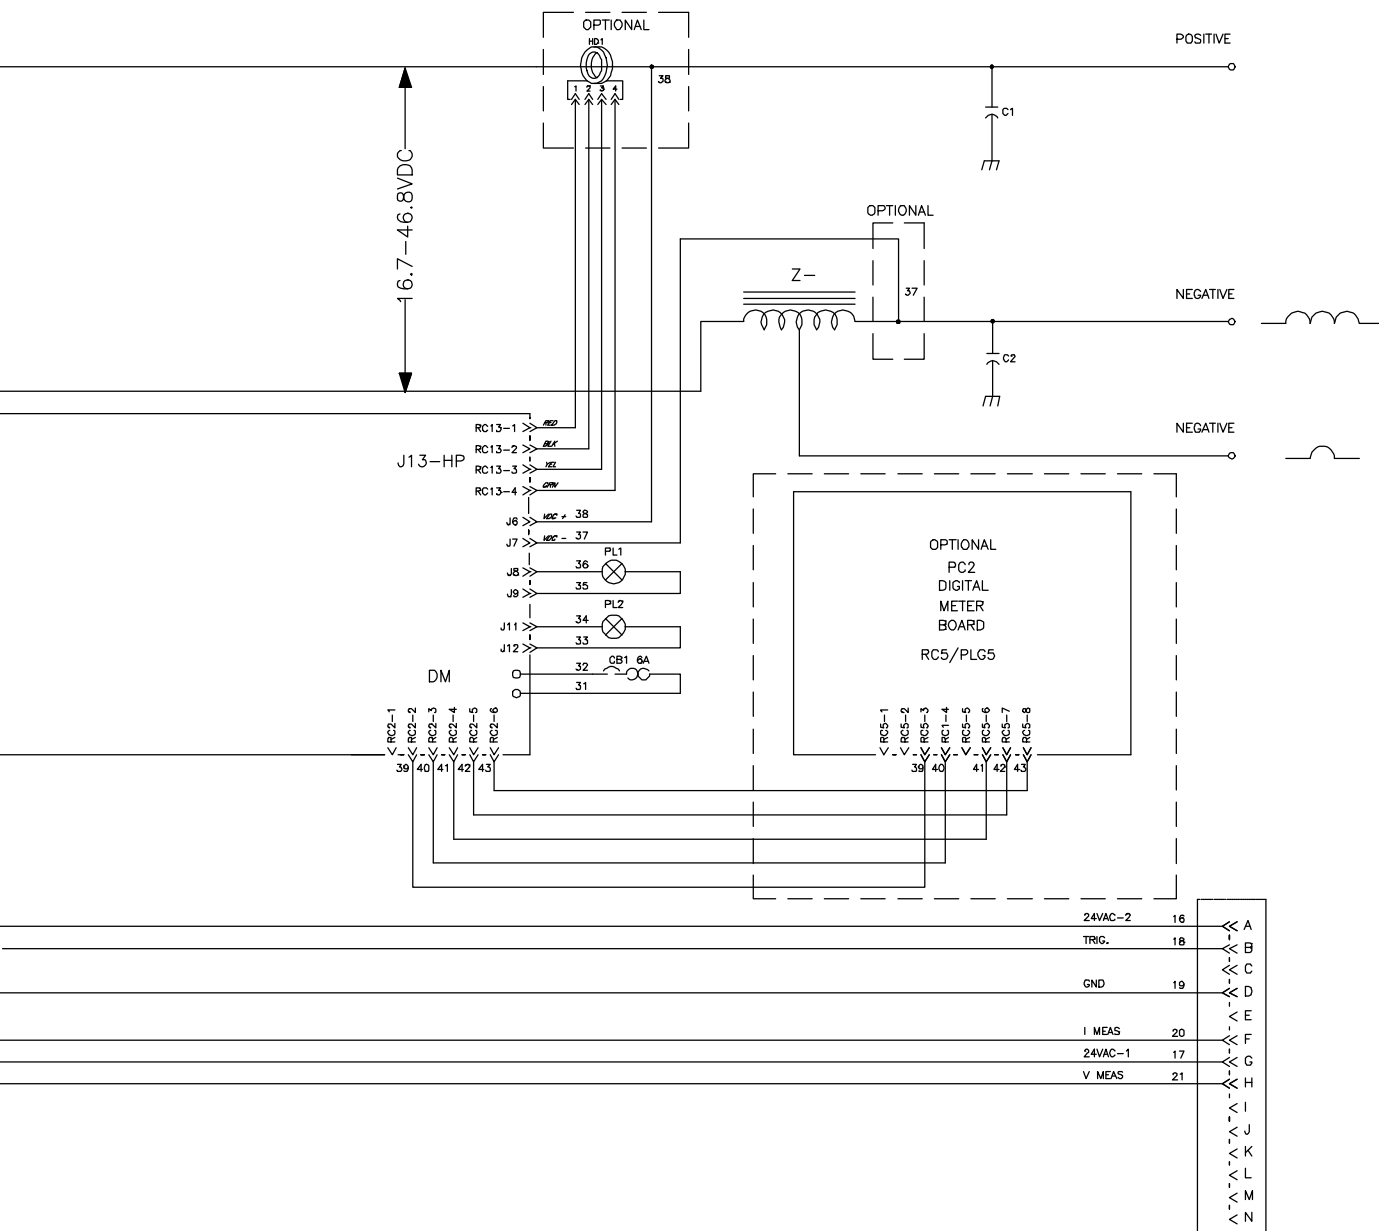 OPTIONAL
HD1
1 2 3 4
38
POSITIVE
C1
16.7-46.8VDC
OPTIONAL
Z-
37
NEGATIVE
C2
NEGATIVE
J13-HP
RC13-1 RED
RC13-2 BLK
RC13-3 YEL
RC13-4 GRN
J6 VDC + 38
J7 VDC - 37
PL1
J8 36
J9 35
PL2
J11 34
J12 33
32 CB1 6A
31
DM
RC2-1
RC2-2
RC2-3
RC2-4
RC2-5
RC2-6
39 40 41 42 43
OPTIONAL
PC2
DIGITAL
METER
BOARD
RC5/PLG5
RC5-1
RC5-2
RC5-3
RC1-4
RC5-5
RC5-6
RC5-7
RC5-8
39 40 41 42 43
24VAC-2 16 A
TRIG. 18 B
C
GND 19 D
E
I MEAS 20 F
24VAC-1 17 G
V MEAS 21 H
I
J
K
L
M
N